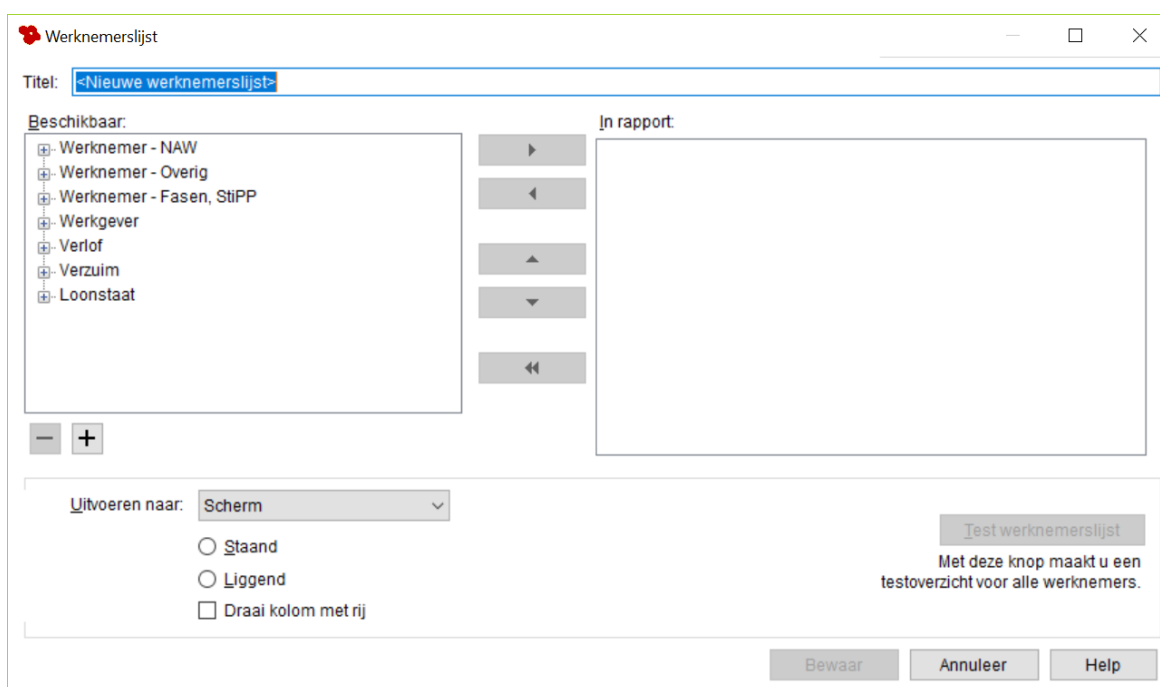 Werknemerslijst
Titel: <Nieuwe werknemerslijst>
Beschikbaar:
In rapport:
Werknemer - NAW
Werknemer - Overig
Werknemer - Fasen, StiPP
Werkgever
Verlof
Verzuim
Loonstaat
Uitvoeren naar: Scherm
Staand
Liggend
Draai kolom met rij
Test werknemerslijst
Met deze knop maakt u een
testoverzicht voor alle werknemers.
Bewaar Annuleer Help